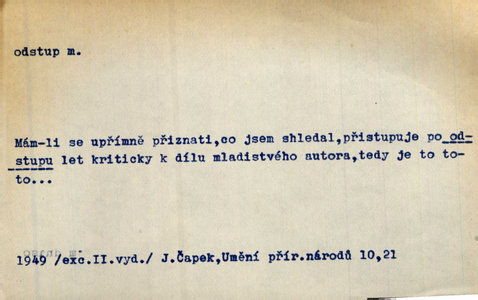 odstup m.
Mám-li se upřímně přiznati,co jsem shledal,přistupuje po od-
stupu let kriticky k dílu mladistvého autora,tedy je to to-
to...
1949 /exc.II.vyd./ J.Čapek,Umění přír.národů 10,21